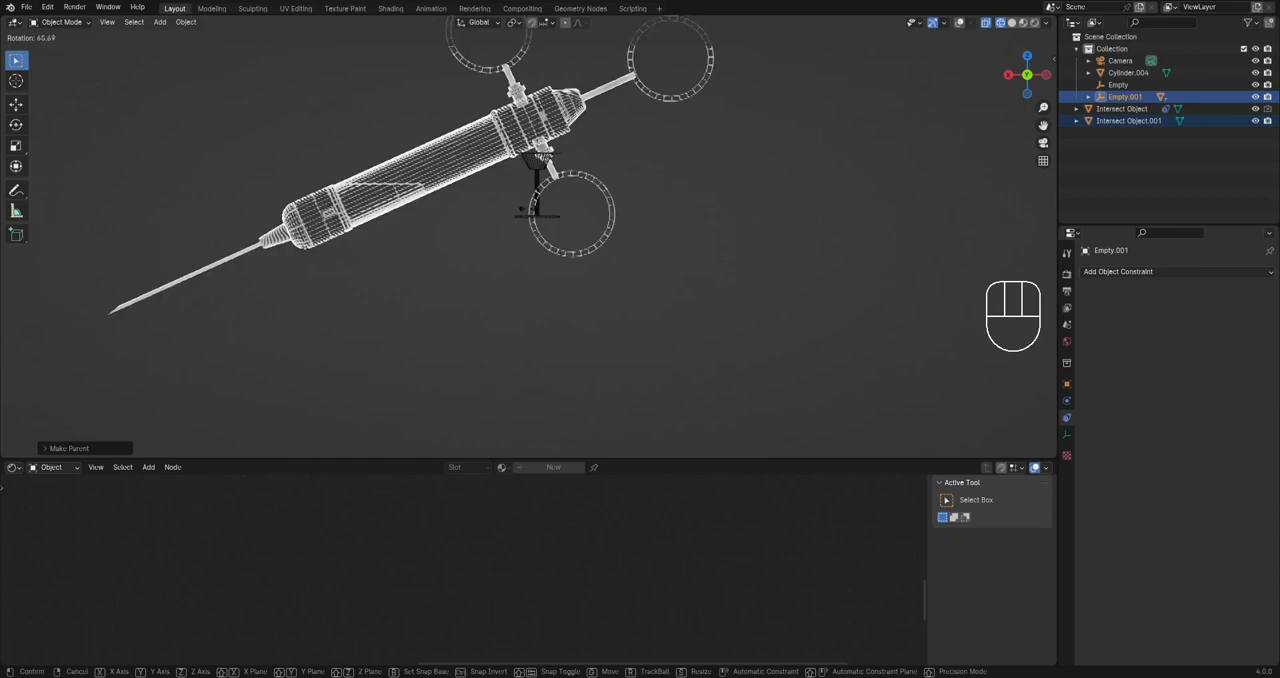 File Edit Render Window Help Layout Modeling Sculpting UV Editing Texture Paint Shading Animation Rendering Compositing Geometry Nodes Scripting + Scene ViewLayer
Object Mode View Select Add Object Global
Rotation: 65.69
Scene Collection
Collection
Camera
Cylinder.004
Empty
Empty.001
Intersect Object
Intersect Object.001
X
Y
Z
Empty.001
Add Object Constraint
Make Parent
Object View Select Add Node Slot New
Active Tool
Select Box
Confirm Cancel X X Axis Y Y Axis Z Z Axis X X Plane Y Y Plane Z Z Plane B Set Snap Base Snap Invert Snap Toggle G Move R TrackBall S Resize Automatic Constraint Automatic Constraint Plane Precision Mode 4.0.0